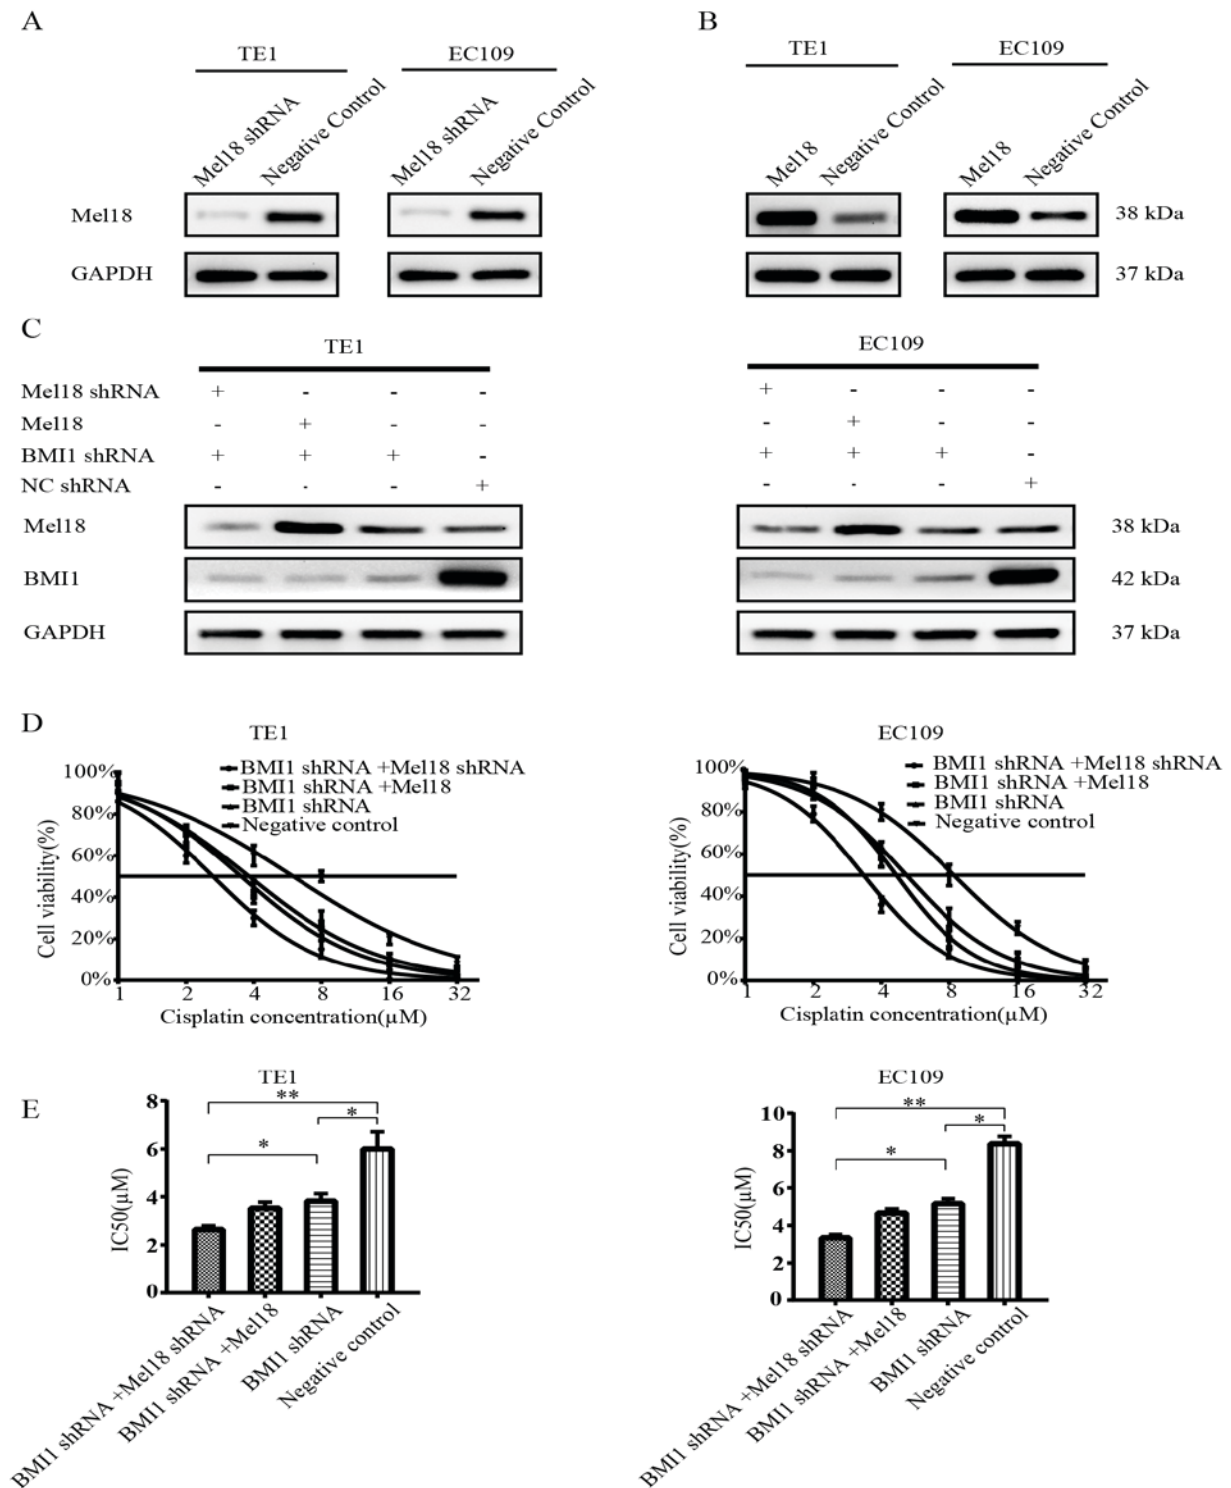 A
B
TE1
EC109
TE1
EC109
Mel18 shRNA
Negative Control
Mel18 shRNA
Negative Control
Mel18
Negative Control
Mel18
Negative Control
Mel18
38 kDa
GAPDH
37 kDa
C
TE1
EC109
Mel18 shRNA + - - - + - - -
Mel18 - + - - - + - -
BMI1 shRNA + + + - + + + -
NC shRNA - - - + - - - +
Mel18
38 kDa
BMI1
42 kDa
GAPDH
37 kDa
D
TE1
100%
80%
60%
40%
20%
0%
Cell viability(%)
BMI1 shRNA +Mel18 shRNA
BMI1 shRNA +Mel18
BMI1 shRNA
Negative control
1 2 4 8 16 32
Cisplatin concentration(μM)
EC109
100%
80%
60%
40%
20%
0%
Cell viability(%)
BMI1 shRNA +Mel18 shRNA
BMI1 shRNA +Mel18
BMI1 shRNA
Negative control
1 2 4 8 16 32
Cisplatin concentration(μM)
E
TE1
8
6
4
2
0
IC50(μM)
**
*
*
BMI1 shRNA +Mel18 shRNA
BMI1 shRNA +Mel18
BMI1 shRNA
Negative control
EC109
10
8
6
4
2
0
IC50(μM)
**
*
*
BMI1 shRNA +Mel18 shRNA
BMI1 shRNA +Mel18
BMI1 shRNA
Negative control